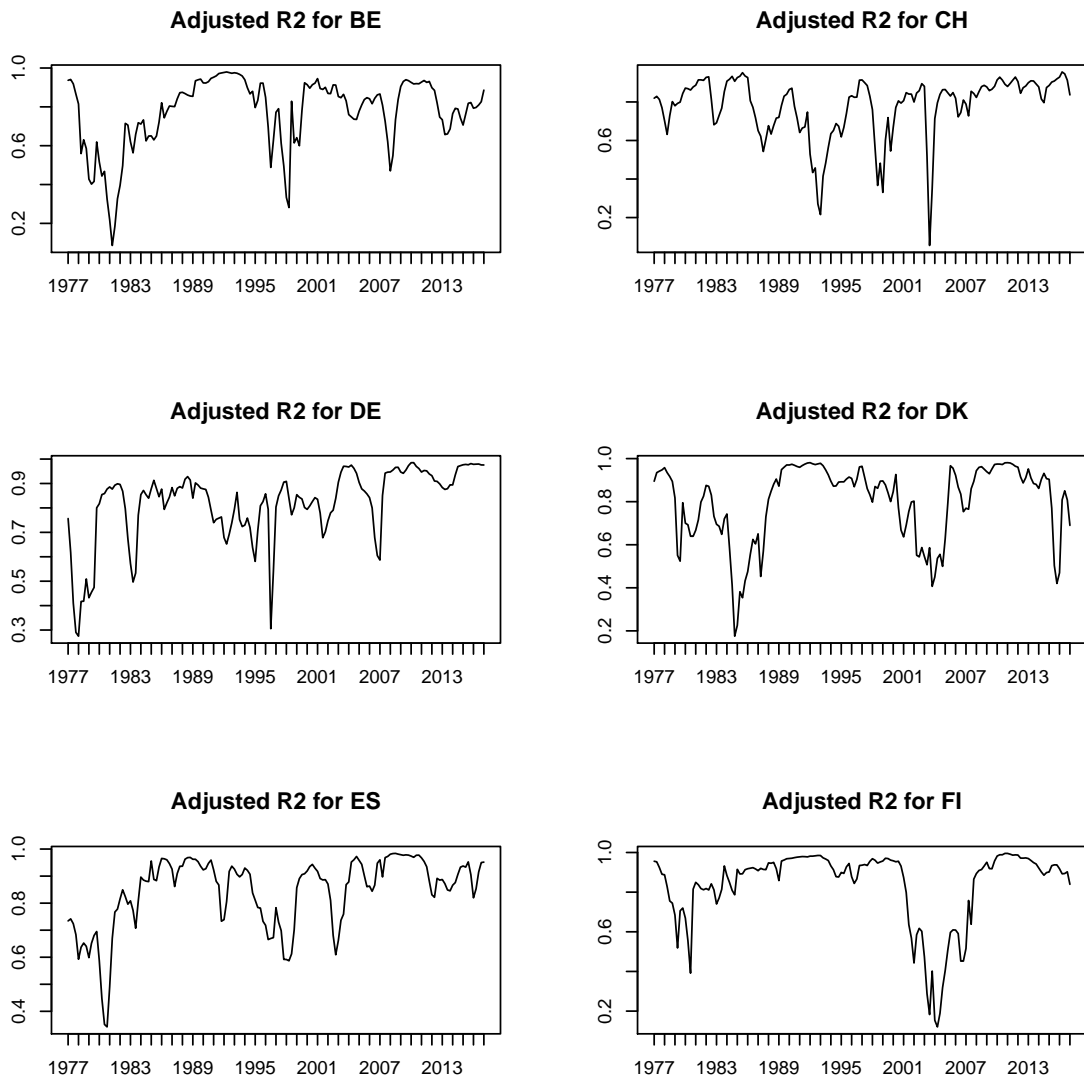 Adjusted R2 for BE
0.2 0.6 1.0
1977 1983 1989 1995 2001 2007 2013
Adjusted R2 for CH
0.2 0.6
1977 1983 1989 1995 2001 2007 2013
Adjusted R2 for DE
0.3 0.5 0.7 0.9
1977 1983 1989 1995 2001 2007 2013
Adjusted R2 for DK
0.2 0.4 0.6 0.8 1.0
1977 1983 1989 1995 2001 2007 2013
Adjusted R2 for ES
0.4 0.6 0.8 1.0
1977 1983 1989 1995 2001 2007 2013
Adjusted R2 for FI
0.2 0.6 1.0
1977 1983 1989 1995 2001 2007 2013